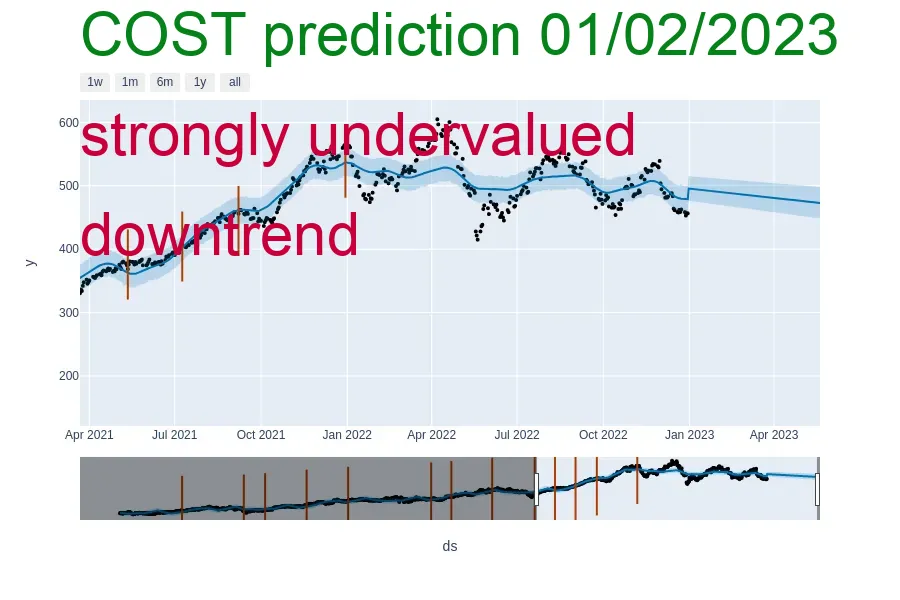 COST prediction 01/02/2023
1w 1m 6m 1y all
strongly undervalued
downtrend
600
500
400
300
200
y
Apr 2021 Jul 2021 Oct 2021 Jan 2022 Apr 2022 Jul 2022 Oct 2022 Jan 2023 Apr 2023
ds